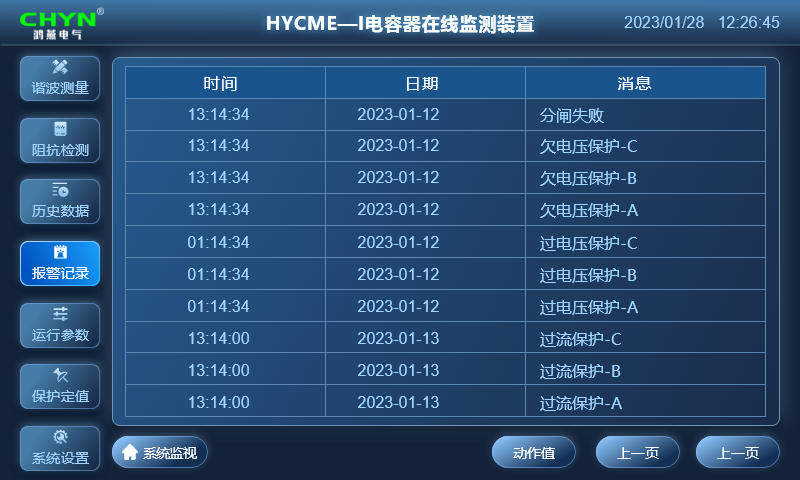 CHYN®
鸿燕电气
HYCME—I电容器在线监测装置
2023/01/28 12:26:45
谐波测量
阻抗检测
历史数据
报警记录
运行参数
保护定值
系统设置
时间 日期 消息
13:14:34 2023-01-12 分闸失败
13:14:34 2023-01-12 欠电压保护-C
13:14:34 2023-01-12 欠电压保护-B
13:14:34 2023-01-12 欠电压保护-A
01:14:34 2023-01-12 过电压保护-C
01:14:34 2023-01-12 过电压保护-B
01:14:34 2023-01-12 过电压保护-A
13:14:00 2023-01-13 过流保护-C
13:14:00 2023-01-13 过流保护-B
13:14:00 2023-01-13 过流保护-A
系统监视 动作值 上一页 上一页